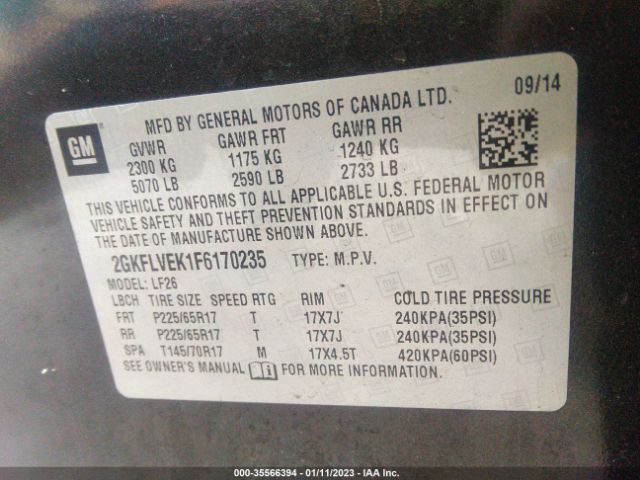 09/14
GM
MFD BY GENERAL MOTORS OF CANADA LTD.
GVWR GAWR FRT GAWR RR
2300 KG 1175 KG 1240 KG
5070 LB 2590 LB 2733 LB
THIS VEHICLE CONFORMS TO ALL APPLICABLE U.S. FEDERAL MOTOR
VEHICLE SAFETY AND THEFT PREVENTION STANDARDS IN EFFECT ON
THE DATE OF MANUFACTURE SHOWN ABOVE.
2GKFLVEK1F6170235 TYPE: M.P.V.
MODEL: LF26
LBCH TIRE SIZE SPEED RTG RIM COLD TIRE PRESSURE
FRT P225/65R17 T 17X7J 240KPA(35PSI)
RR P225/65R17 T 17X7J 240KPA(35PSI)
SPA T145/70R17 M 17X4.5T 420KPA(60PSI)
SEE OWNER'S MANUAL FOR MORE INFORMATION.
000-35566394 - 01/11/2023 - IAA Inc.